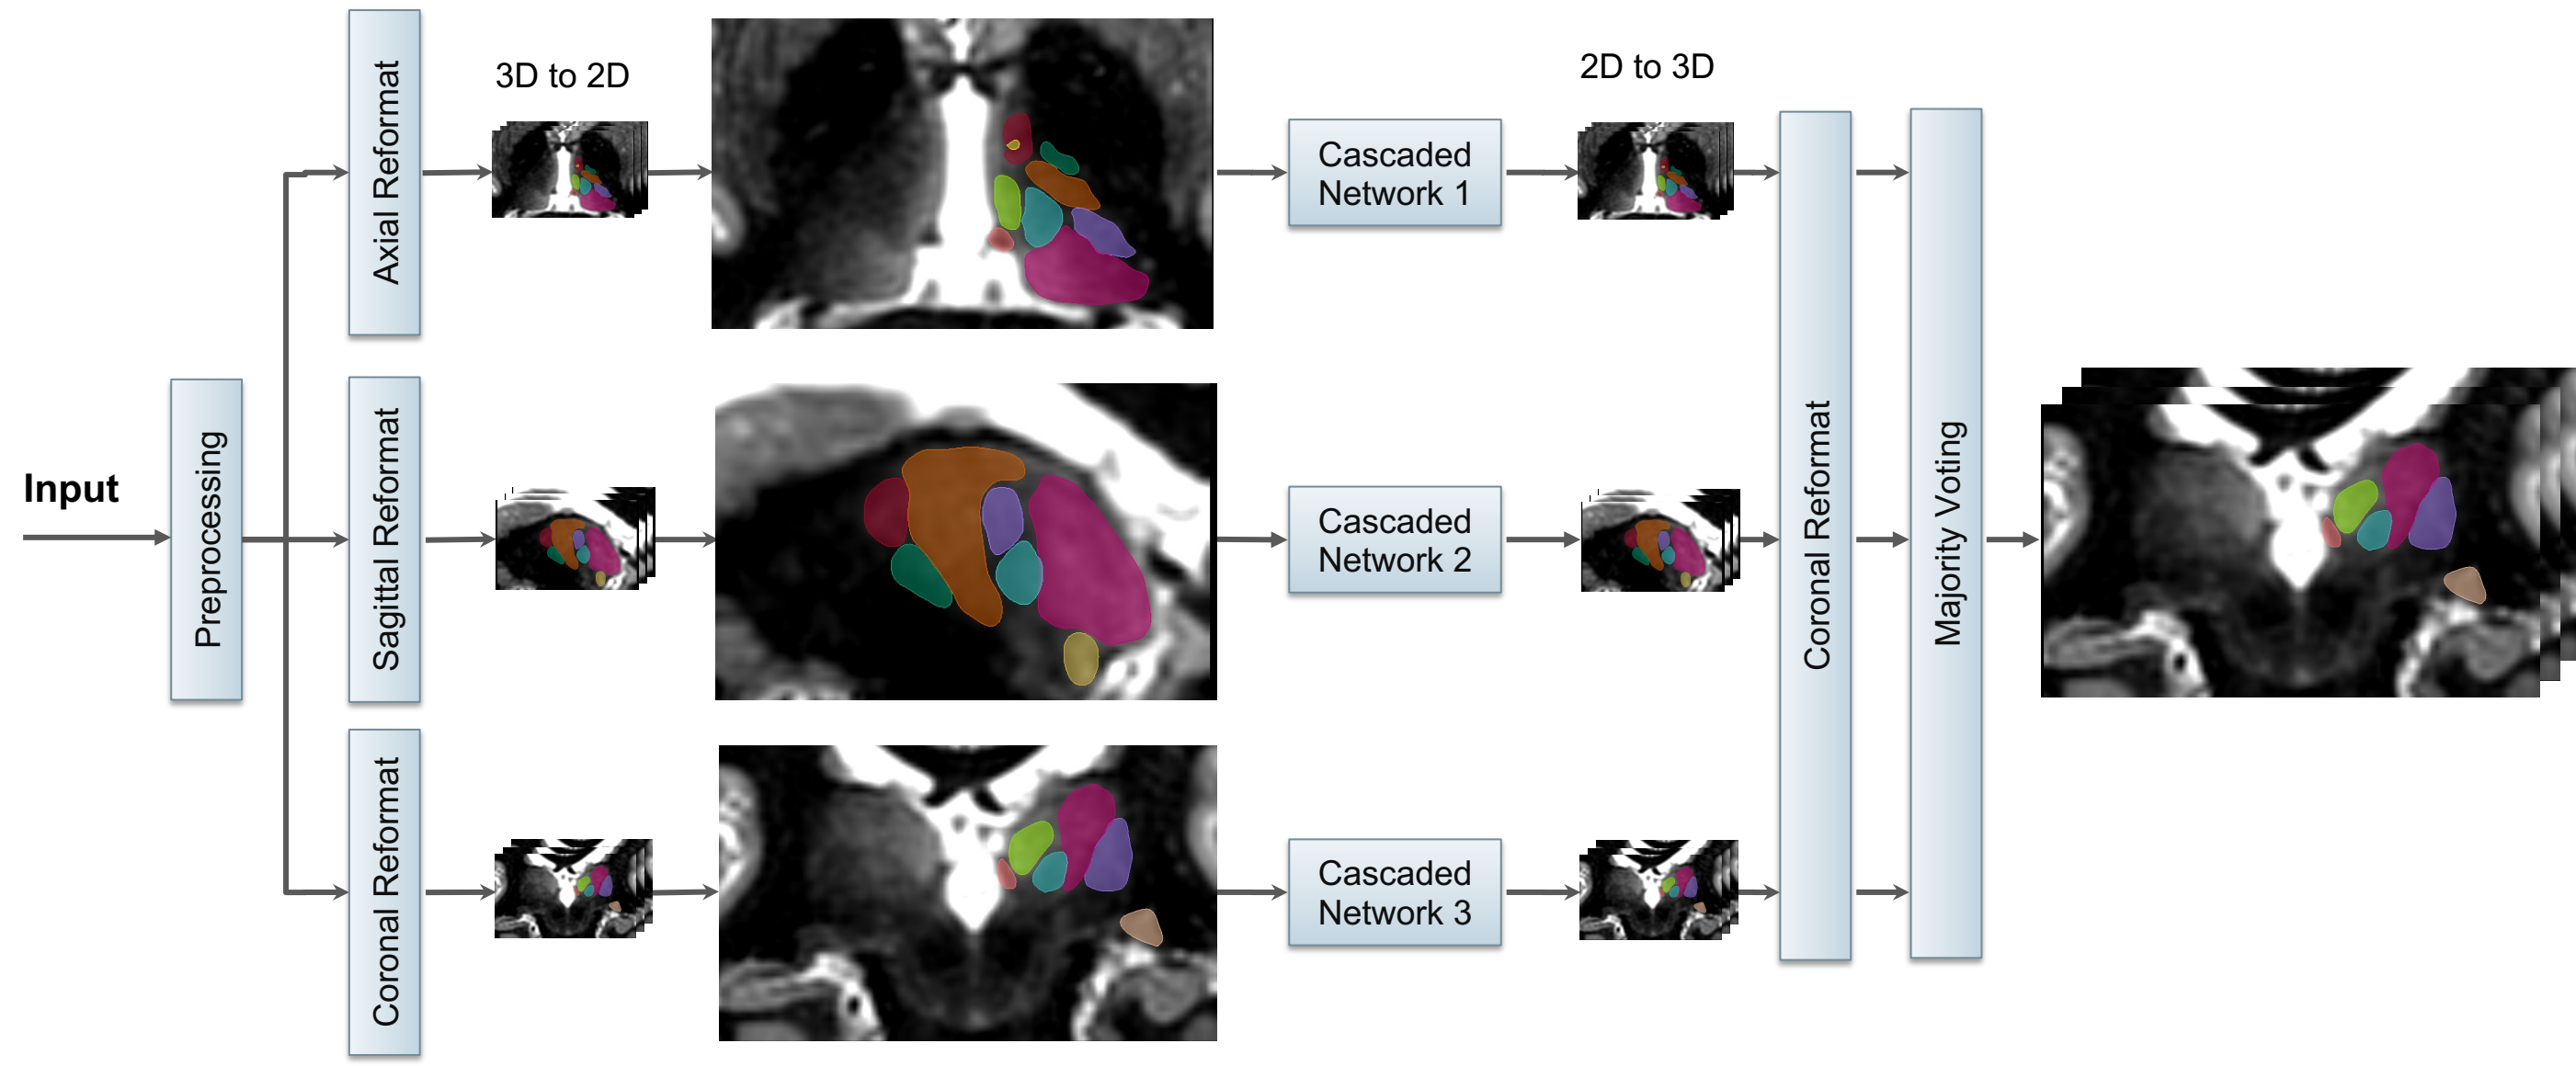 Input
Preprocessing
Axial Reformat
Sagittal Reformat
Coronal Reformat
3D to 2D
Cascaded
Network 1
Cascaded
Network 2
Cascaded
Network 3
2D to 3D
Coronal Reformat
Majority Voting